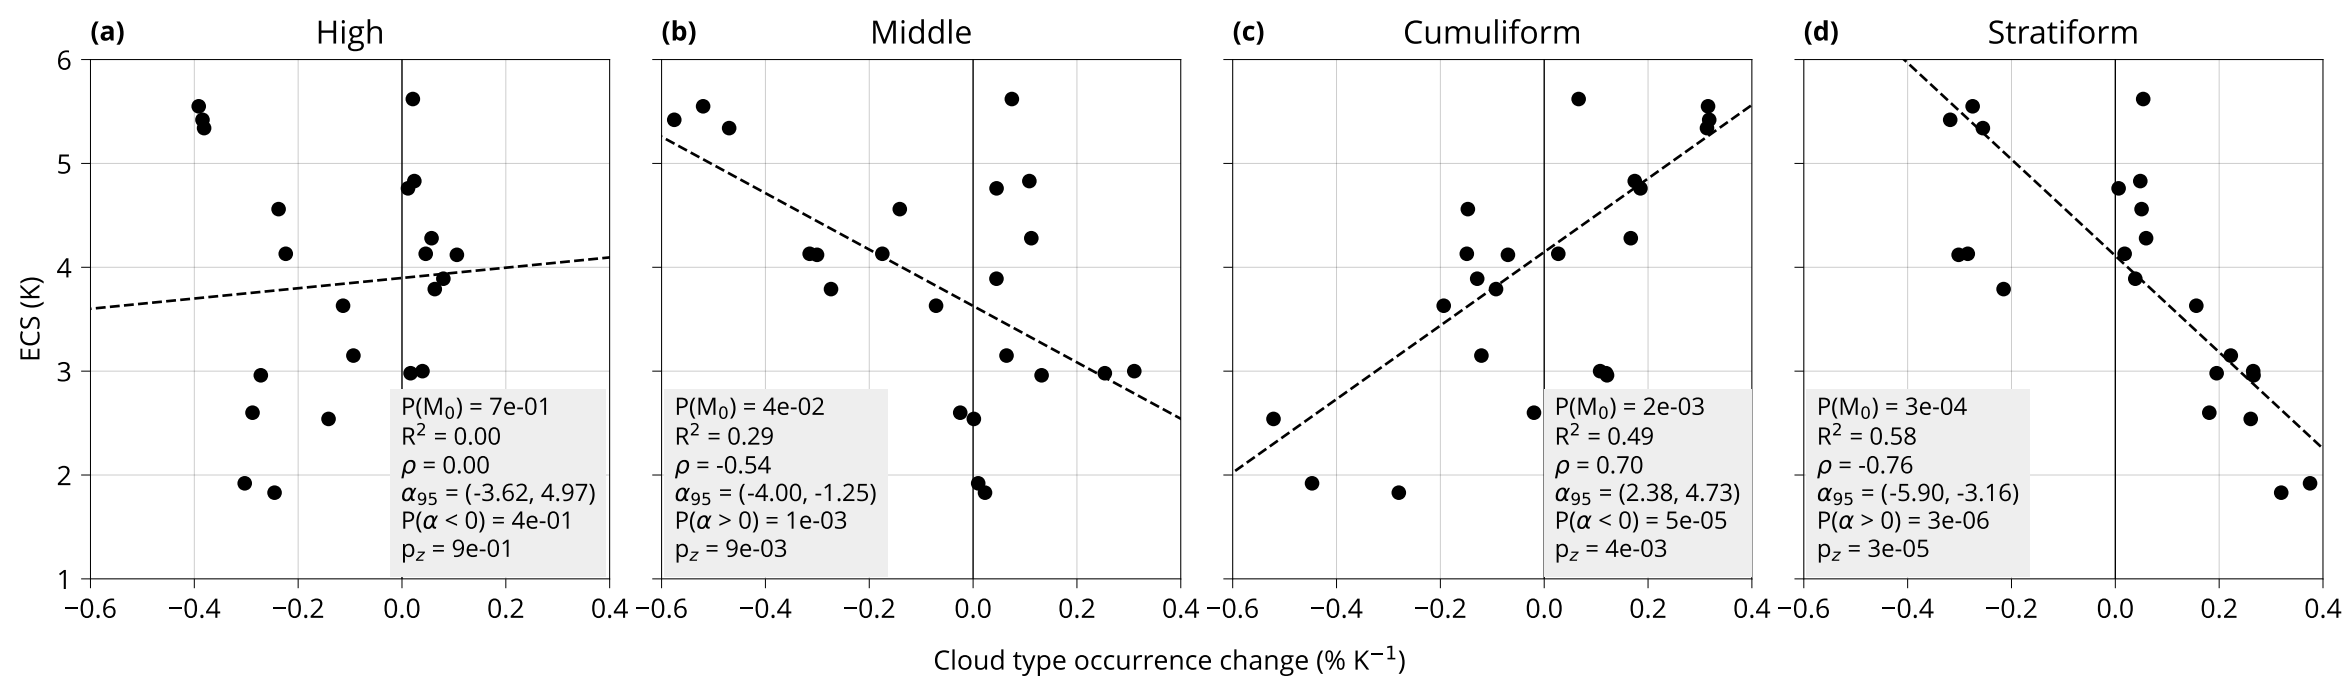 (a) High
(b) Middle
(c) Cumuliform
(d) Stratiform
ECS (K)
6
5
4
3
2
1
P(M₀) = 7e-01
R² = 0.00
ρ = 0.00
α₉₅ = (-3.62, 4.97)
P(α < 0) = 4e-01
p_z = 9e-01
−0.6 −0.4 −0.2 0.0 0.2 0.4
P(M₀) = 4e-02
R² = 0.29
ρ = -0.54
α₉₅ = (-4.00, -1.25)
P(α > 0) = 1e-03
p_z = 9e-03
−0.6 −0.4 −0.2 0.0 0.2 0.4
P(M₀) = 2e-03
R² = 0.49
ρ = 0.70
α₉₅ = (2.38, 4.73)
P(α < 0) = 5e-05
p_z = 4e-03
−0.6 −0.4 −0.2 0.0 0.2 0.4
P(M₀) = 3e-04
R² = 0.58
ρ = -0.76
α₉₅ = (-5.90, -3.16)
P(α > 0) = 3e-06
p_z = 3e-05
−0.6 −0.4 −0.2 0.0 0.2 0.4
Cloud type occurrence change (% K⁻¹)